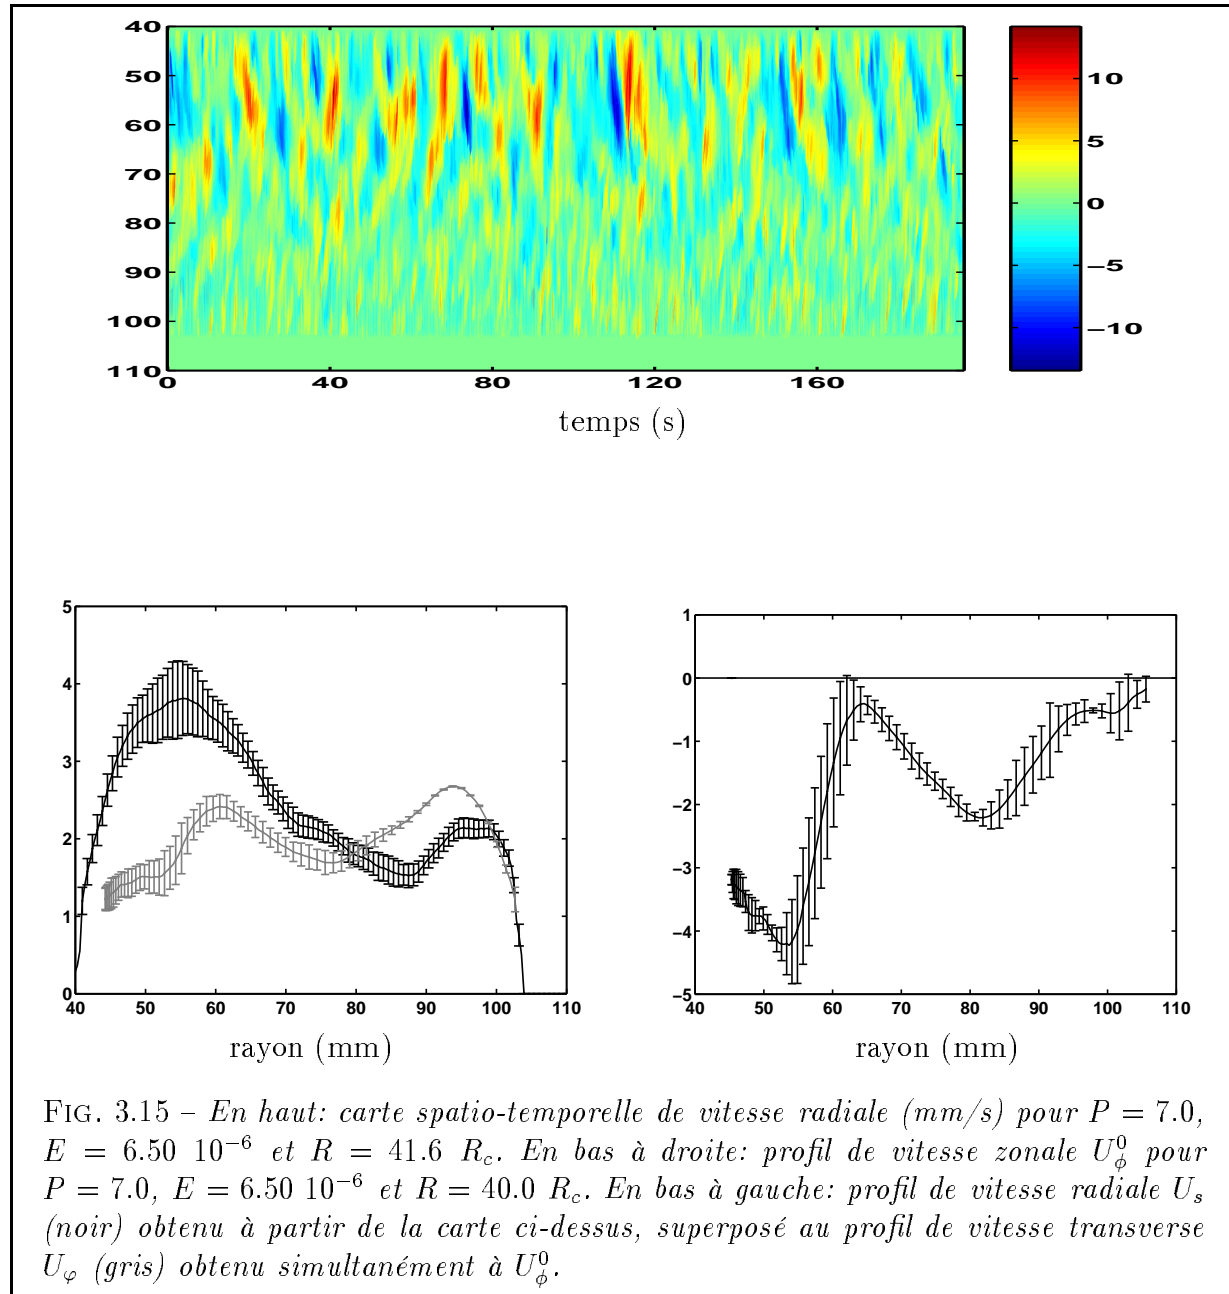 40
50
60
70
80
90
100
110
0 40 80 120 160
10
5
0
−5
−10
temps (s)
5
4
3
2
1
0
40 50 60 70 80 90 100 110
rayon (mm)
1
0
−1
−2
−3
−4
−5
40 50 60 70 80 90 100 110
rayon (mm)
FIG. 3.15 – En haut: carte spatio-temporelle de vitesse radiale (mm/s) pour P = 7.0,
E = 6.50 10⁻⁶ et R = 41.6 R_c. En bas à droite: profil de vitesse zonale U_ϕ^0 pour
P = 7.0, E = 6.50 10⁻⁶ et R = 40.0 R_c. En bas à gauche: profil de vitesse radiale U_s
(noir) obtenu à partir de la carte ci-dessus, superposé au profil de vitesse transverse
U_φ (gris) obtenu simultanément à U_ϕ^0.